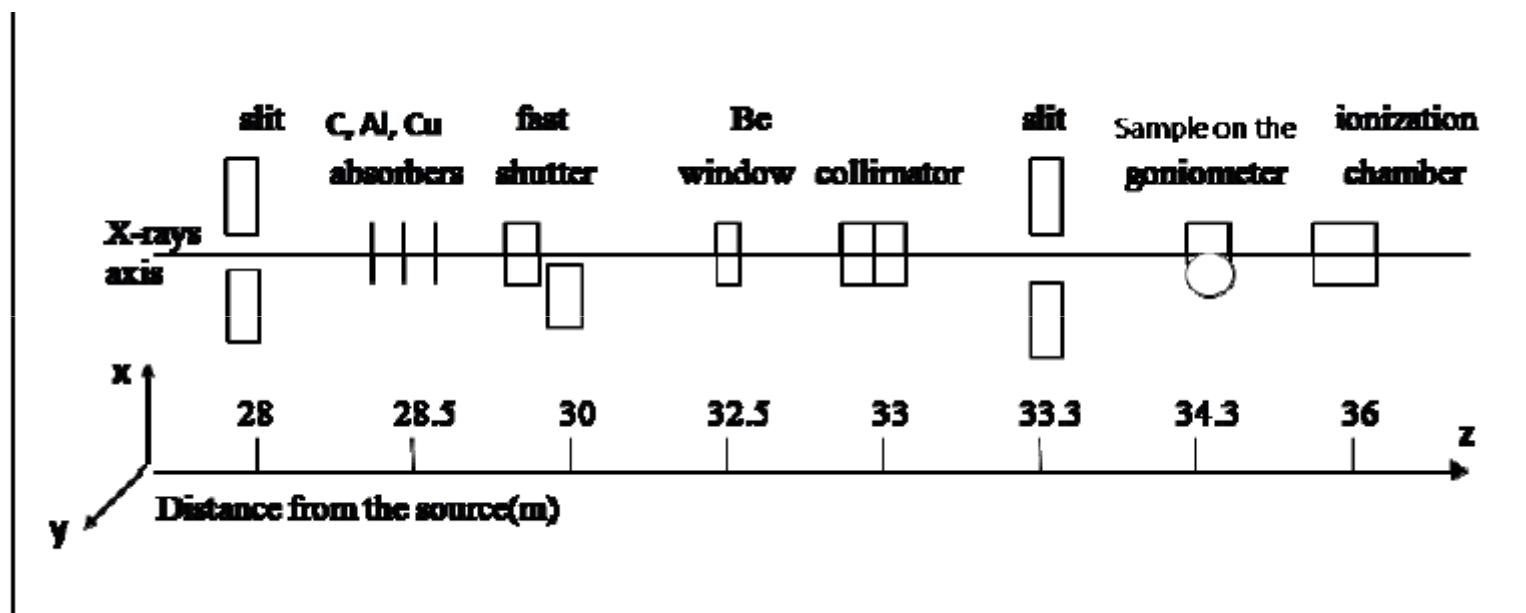 slit
C, Al, Cu
absorbers
fast
shutter
Be
window
collimator
slit
Sample on the
goniometer
ionization
chamber
X-rays
axis
x
y
z
28
28.5
30
32.5
33
33.3
34.3
36
Distance from the source(m)